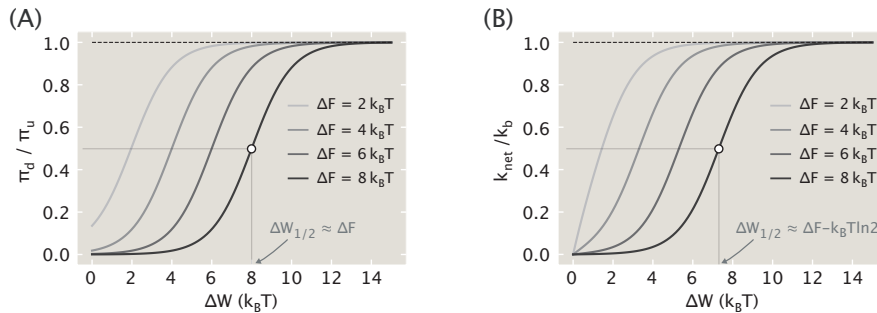 (A)
1.0
0.8
0.6
0.4
0.2
0.0
π_d / π_u
ΔF = 2 k_BT
ΔF = 4 k_BT
ΔF = 6 k_BT
ΔF = 8 k_BT
ΔW_1/2 ≈ ΔF
0 2 4 6 8 10 12 14
ΔW (k_BT)
(B)
1.0
0.8
0.6
0.4
0.2
0.0
k_net /k_b
ΔF = 2 k_BT
ΔF = 4 k_BT
ΔF = 6 k_BT
ΔF = 8 k_BT
ΔW_1/2 ≈ ΔF–k_BTln2
0 2 4 6 8 10 12 14
ΔW (k_BT)